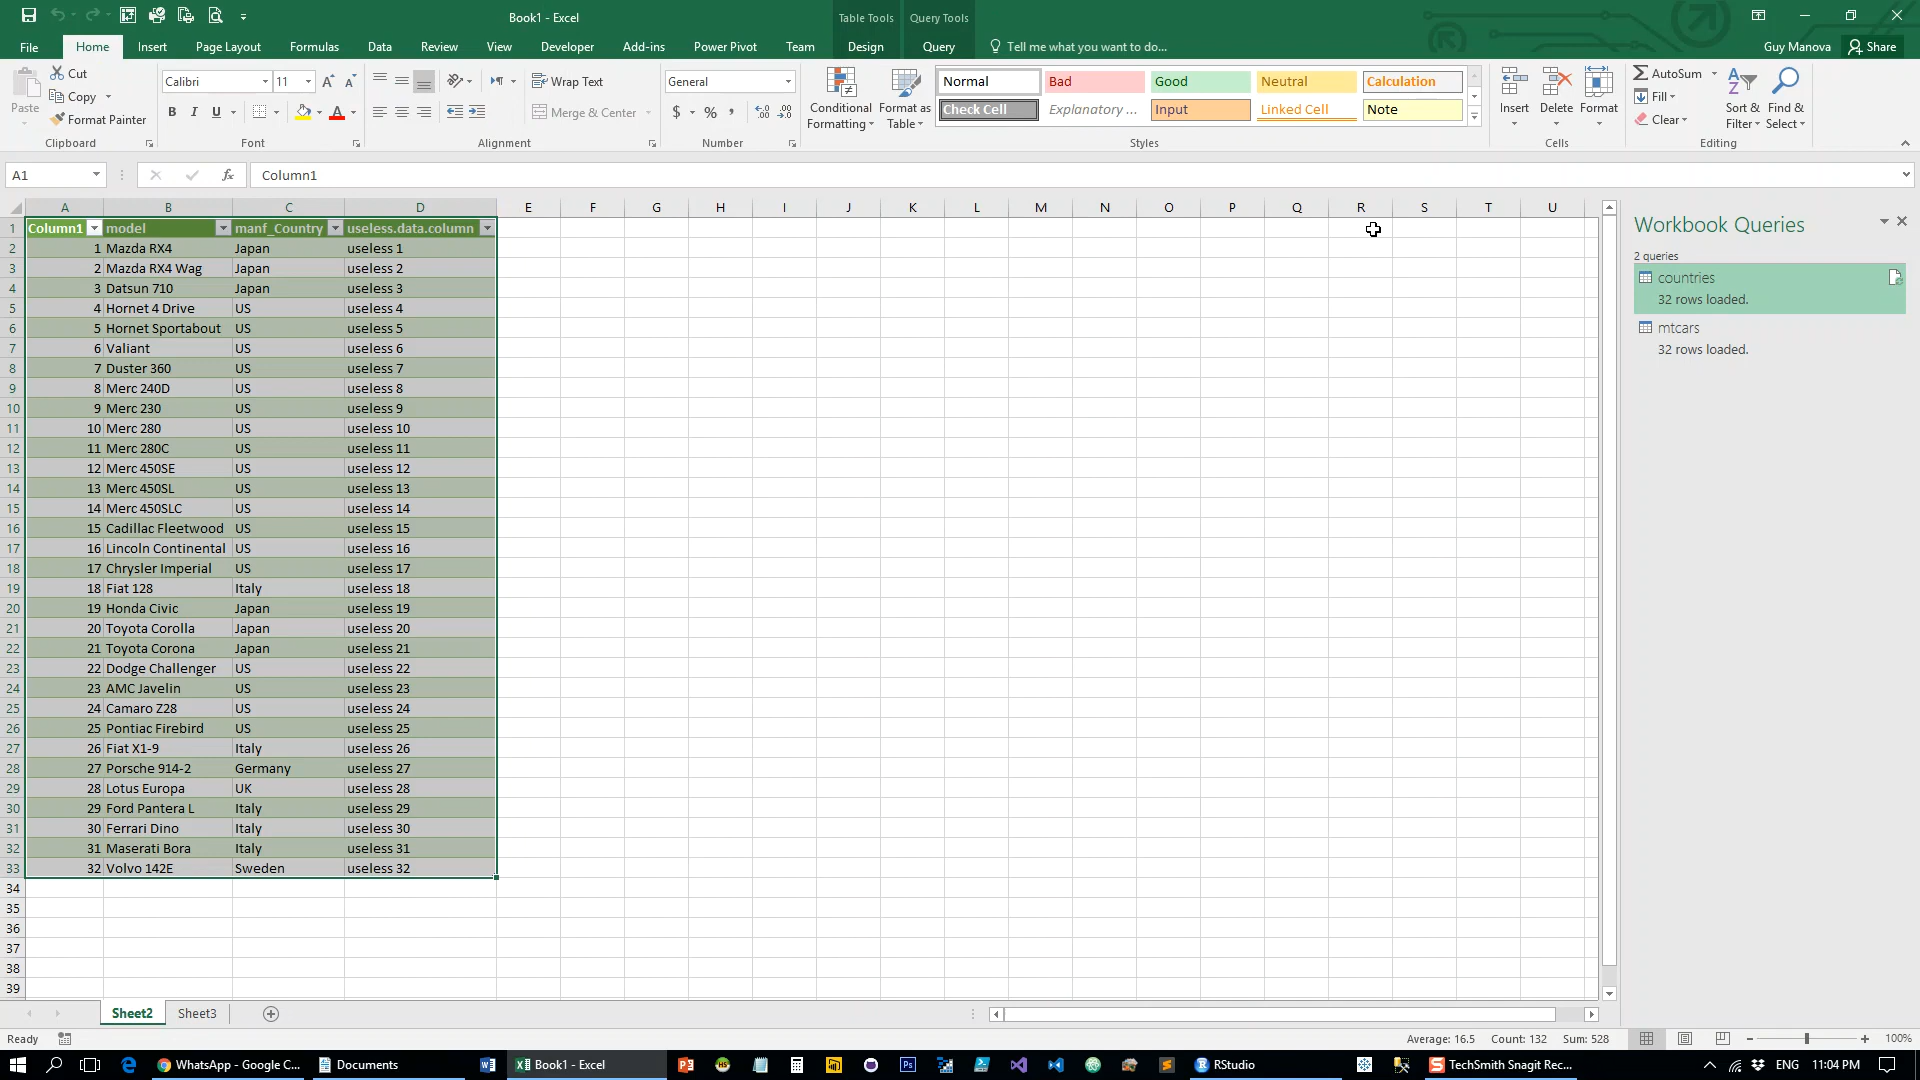 Book1 - Excel
Table Tools
Query Tools
File
Home
Insert
Page Layout
Formulas
Data
Review
View
Developer
Add-ins
Power Pivot
Team
Design
Query
Tell me what you want to do...
Guy Manova
Share
Paste
Cut
Copy
Format Painter
Clipboard
Calibri
11
B I U
Font
Wrap Text
Merge & Center
Alignment
General
$ % ,
Number
Conditional Formatting
Format as Table
Normal
Bad
Good
Neutral
Calculation
Check Cell
Explanatory ...
Input
Linked Cell
Note
Styles
Insert
Delete
Format
Cells
AutoSum
Fill
Clear
Sort & Filter
Find & Select
Editing
A1
fx
Column1
A B C D E F G H I J K L M N O P Q R S T U
1 Column1 model manf_Country useless.data.column
2 1 Mazda RX4 Japan useless 1
3 2 Mazda RX4 Wag Japan useless 2
4 3 Datsun 710 Japan useless 3
5 4 Hornet 4 Drive US useless 4
6 5 Hornet Sportabout US useless 5
7 6 Valiant US useless 6
8 7 Duster 360 US useless 7
9 8 Merc 240D US useless 8
10 9 Merc 230 US useless 9
11 10 Merc 280 US useless 10
12 11 Merc 280C US useless 11
13 12 Merc 450SE US useless 12
14 13 Merc 450SL US useless 13
15 14 Merc 450SLC US useless 14
16 15 Cadillac Fleetwood US useless 15
17 16 Lincoln Continental US useless 16
18 17 Chrysler Imperial US useless 17
19 18 Fiat 128 Italy useless 18
20 19 Honda Civic Japan useless 19
21 20 Toyota Corolla Japan useless 20
22 21 Toyota Corona Japan useless 21
23 22 Dodge Challenger US useless 22
24 23 AMC Javelin US useless 23
25 24 Camaro Z28 US useless 24
26 25 Pontiac Firebird US useless 25
27 26 Fiat X1-9 Italy useless 26
28 27 Porsche 914-2 Germany useless 27
29 28 Lotus Europa UK useless 28
30 29 Ford Pantera L Italy useless 29
31 30 Ferrari Dino Italy useless 30
32 31 Maserati Bora Italy useless 31
33 32 Volvo 142E Sweden useless 32
34
35
36
37
38
39
Workbook Queries
2 queries
countries
32 rows loaded.
mtcars
32 rows loaded.
Sheet2
Sheet3
Ready
Average: 16.5
Count: 132
Sum: 528
100%
WhatsApp - Google C...
Documents
Book1 - Excel
RStudio
TechSmith Snagit Rec...
ENG
11:04 PM